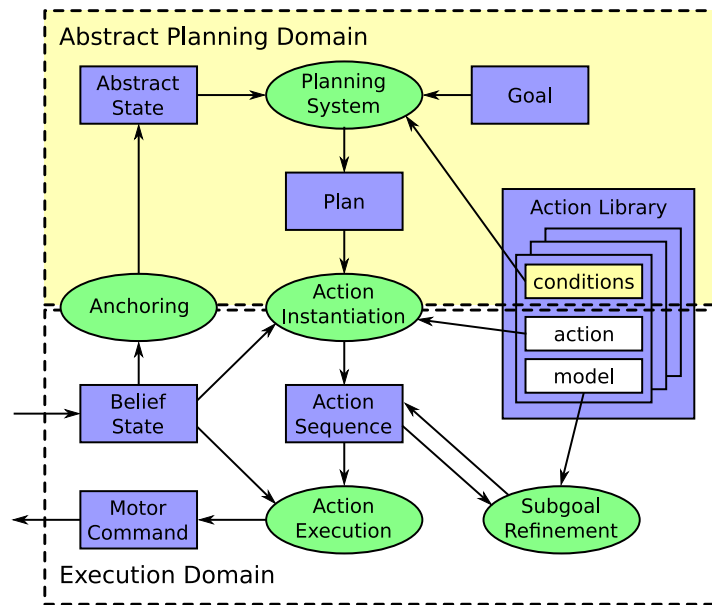 Abstract Planning Domain
Abstract
State
Planning
System
Goal
Plan
Action Library
conditions
Anchoring
Action
Instantiation
action
model
Belief
State
Action
Sequence
Motor
Command
Action
Execution
Subgoal
Refinement
Execution Domain